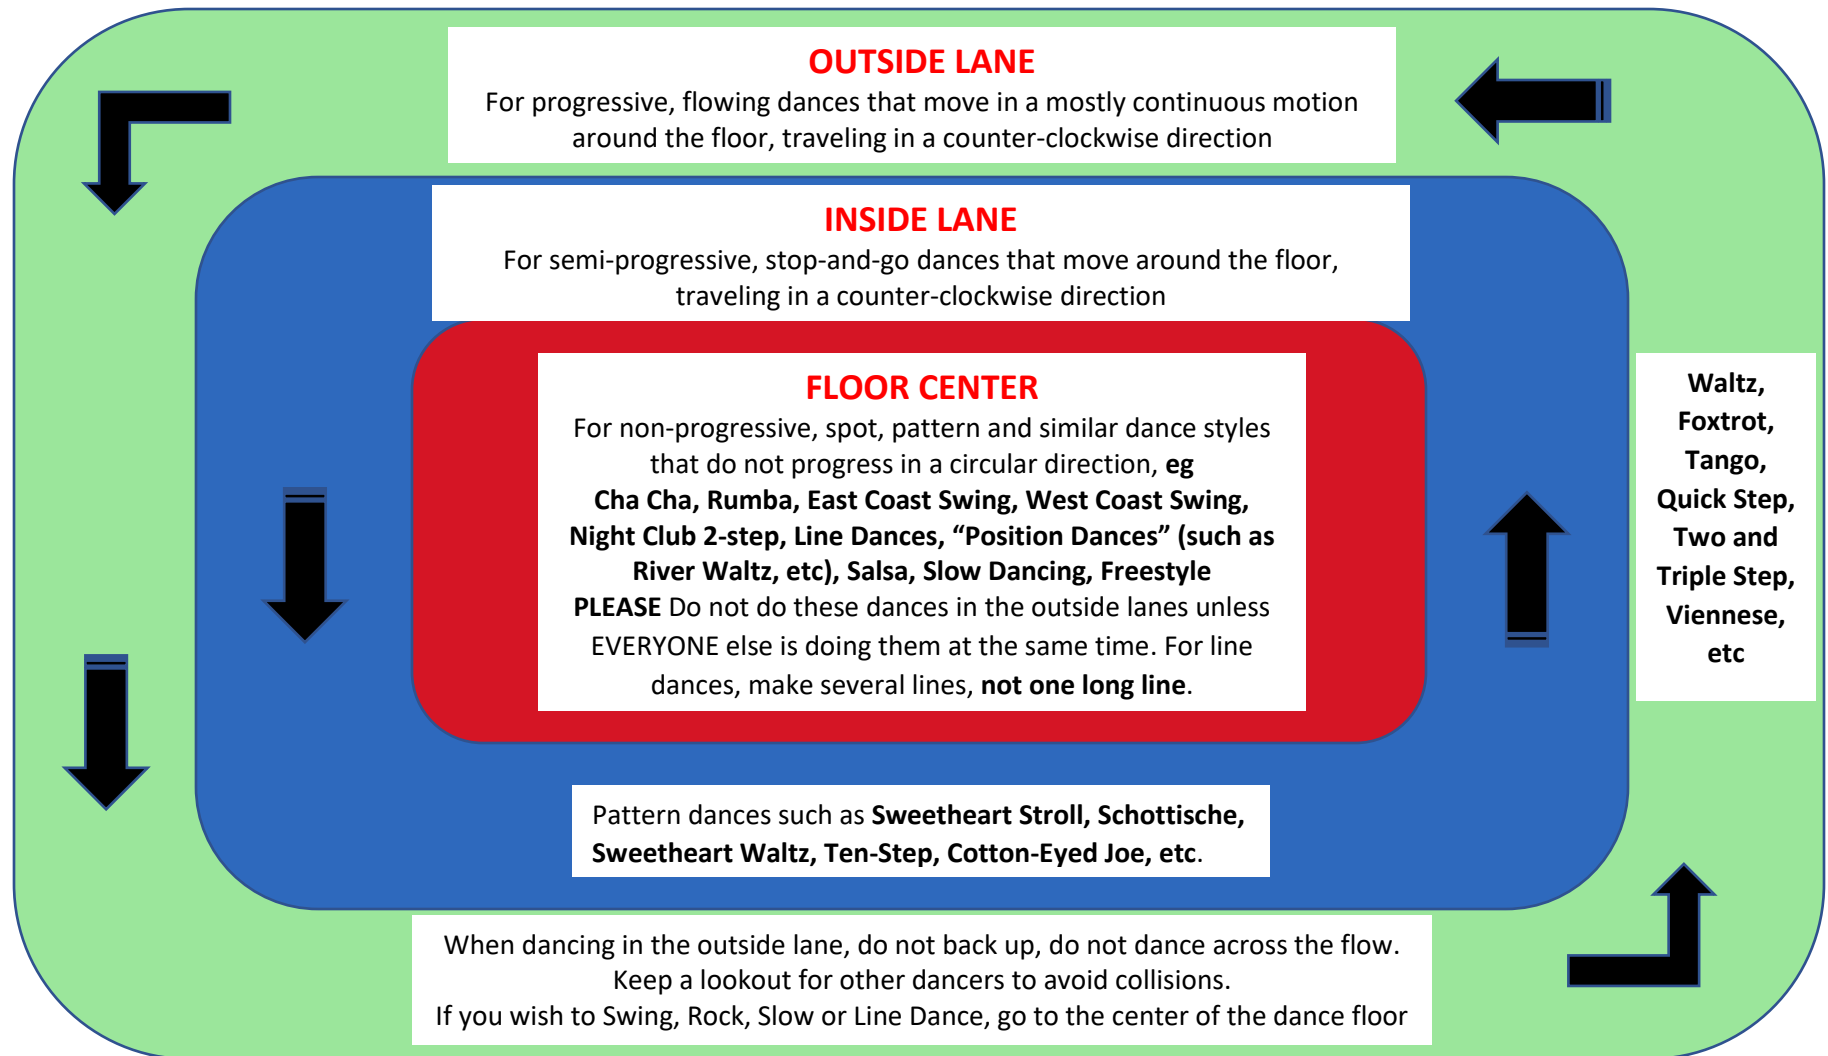 OUTSIDE LANE
For progressive, flowing dances that move in a mostly continuous motion
around the floor, traveling in a counter-clockwise direction
INSIDE LANE
For semi-progressive, stop-and-go dances that move around the floor,
traveling in a counter-clockwise direction
FLOOR CENTER
For non-progressive, spot, pattern and similar dance styles
that do not progress in a circular direction, eg
Cha Cha, Rumba, East Coast Swing, West Coast Swing,
Night Club 2-step, Line Dances, “Position Dances” (such as
River Waltz, etc), Salsa, Slow Dancing, Freestyle
PLEASE Do not do these dances in the outside lanes unless
EVERYONE else is doing them at the same time. For line
dances, make several lines, not one long line.
Waltz,
Foxtrot,
Tango,
Quick Step,
Two and
Triple Step,
Viennese,
etc
Pattern dances such as Sweetheart Stroll, Schottische,
Sweetheart Waltz, Ten-Step, Cotton-Eyed Joe, etc.
When dancing in the outside lane, do not back up, do not dance across the flow.
Keep a lookout for other dancers to avoid collisions.
If you wish to Swing, Rock, Slow or Line Dance, go to the center of the dance floor